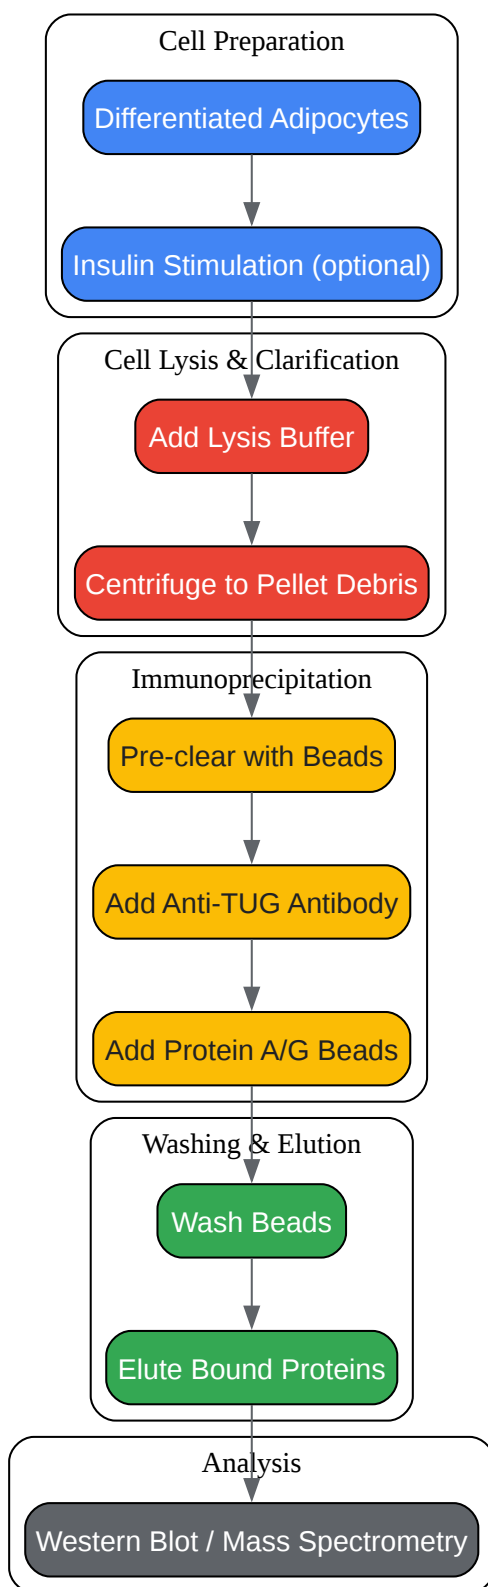 Cell Preparation
Differentiated Adipocytes
Insulin Stimulation (optional)
Cell Lysis & Clarification
Add Lysis Buffer
Centrifuge to Pellet Debris
Immunoprecipitation
Pre-clear with Beads
Add Anti-TUG Antibody
Add Protein A/G Beads
Washing & Elution
Wash Beads
Elute Bound Proteins
Analysis
Western Blot / Mass Spectrometry